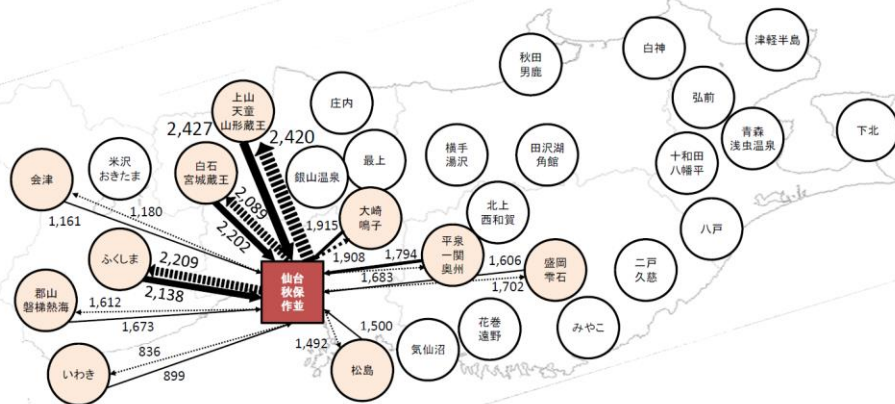 津軽半島
白神
秋田
男鹿
弘前
上山
天童
山形蔵王
庄内
下北
青森
浅虫温泉
2,427
2,420
横手
湯沢
田沢湖
角館
十和田
八幡平
米沢
おきたま
白石
宮城蔵王
銀山温泉
最上
会津
2,089
2,202
1,915
大崎
鳴子
北上
西和賀
八戸
1,180
1,161
1,908
1,794
平泉
一関
奥州
1,606
盛岡
雫石
ふくしま
2,209
2,138
仙台
秋保
作並
1,683
1,702
二戸
久慈
郡山
磐梯熱海
1,612
1,673
836
899
1,492
1,500
気仙沼
花巻
遠野
みやこ
いわき
松島